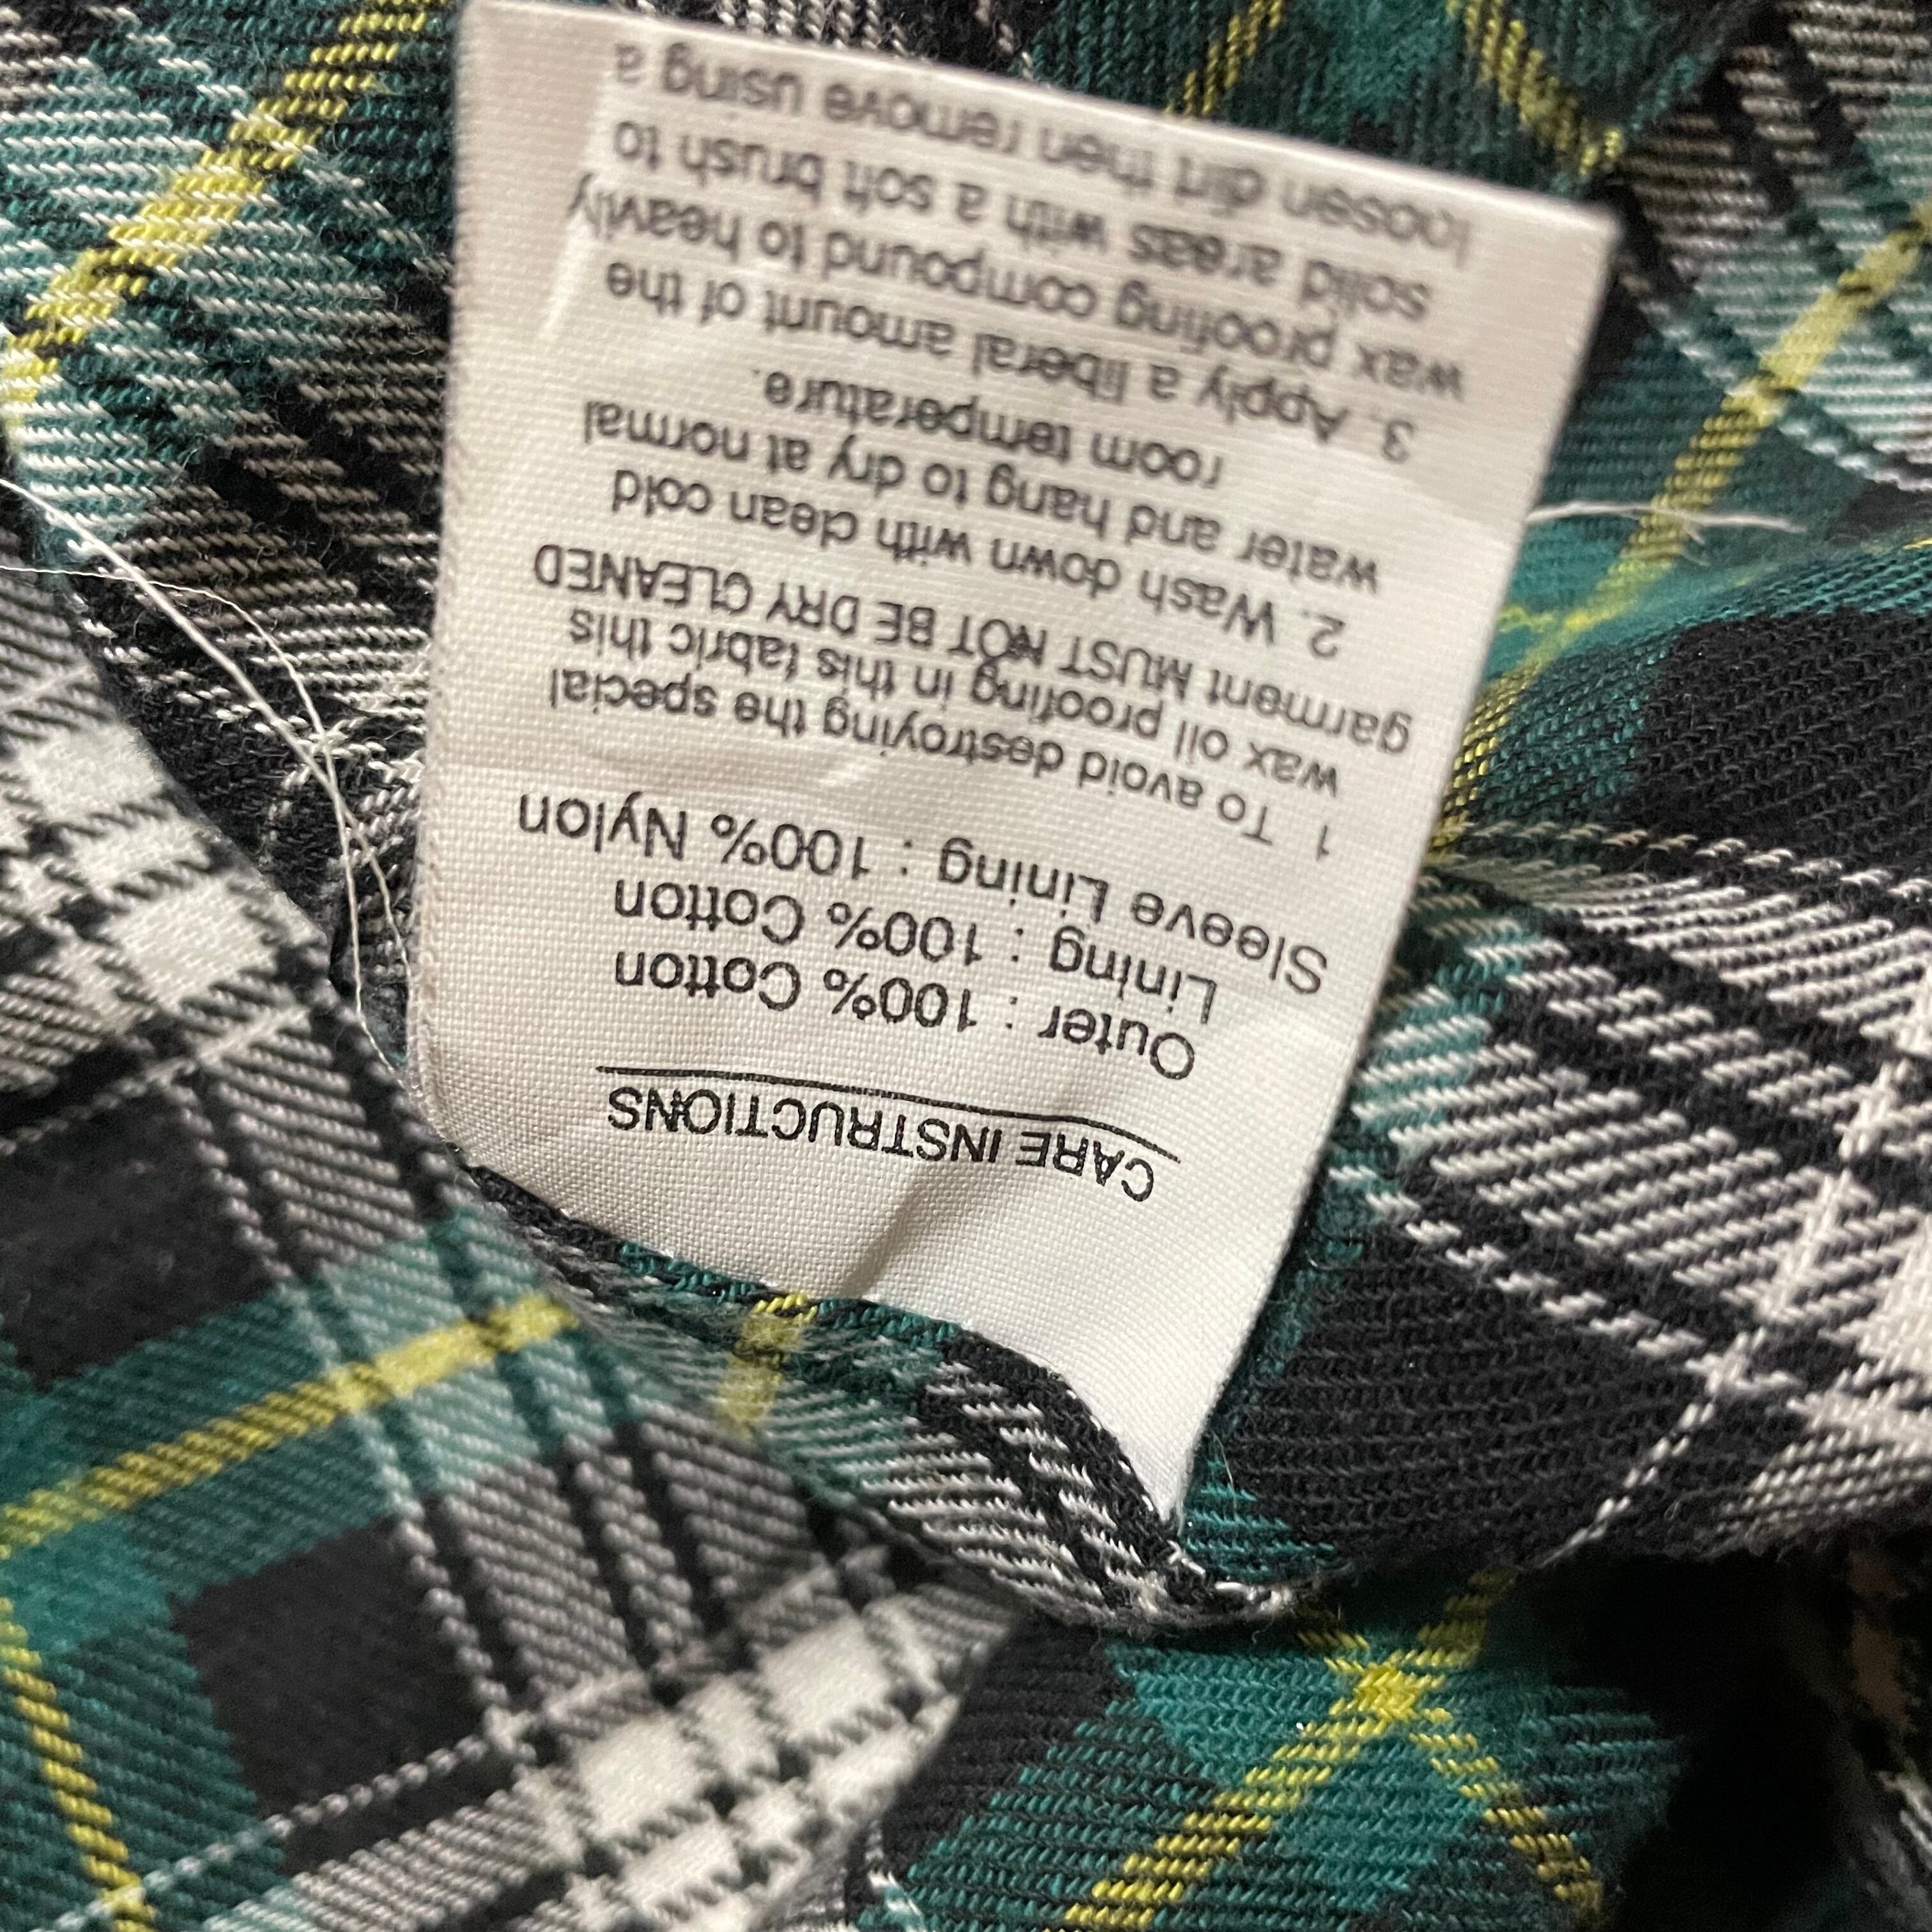 CARE INSTRUCTIONS
Outer : 100% Cotton
Lining : 100% Cotton
Sleeve Lining : 100% Nylon
1. To avoid destroying the special
wax oil proofing in this fabric this
garment MUST NOT BE DRY CLEANED
2. Wash down with clean cold
water and hang to dry at normal
room temperature.
3. Apply a liberal amount of the
wax proofing compound to heavily
solid areas with a soft brush to
loosen dirt then remove using a